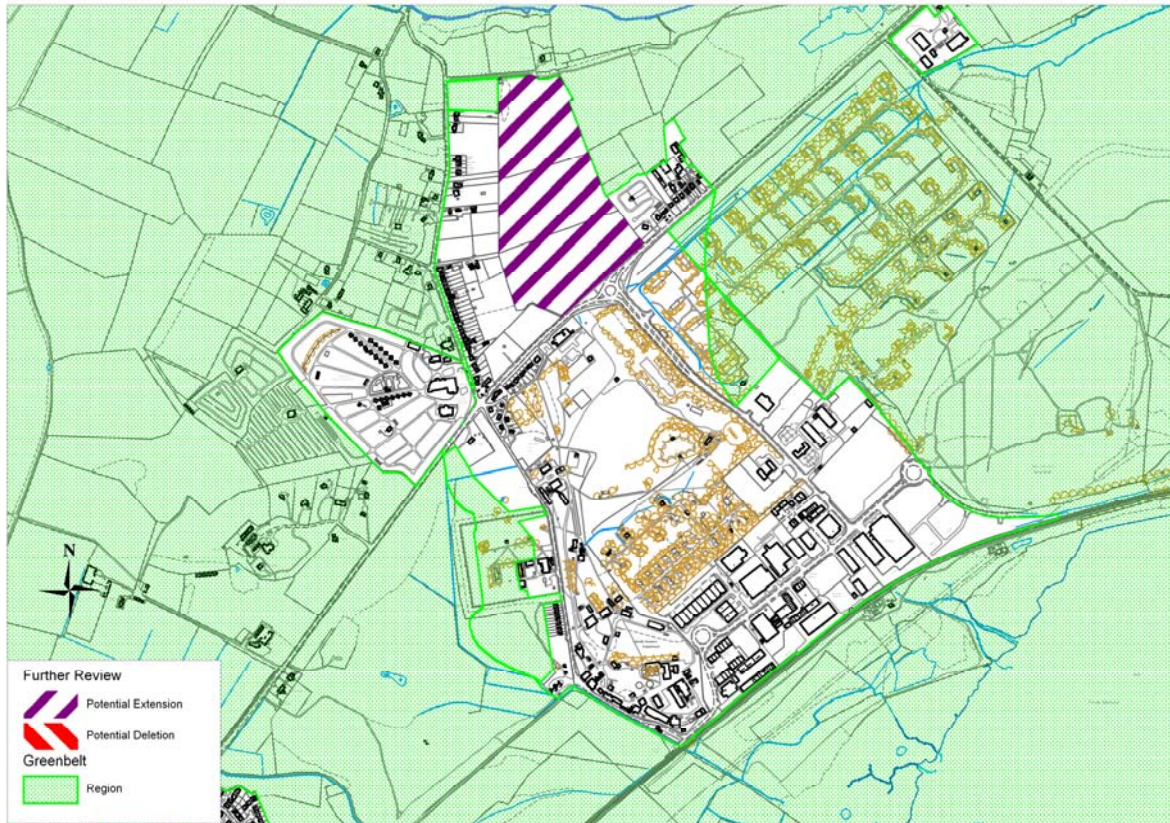 N
Further Review
Potential Extension
Potential Deletion
Greenbelt
Region